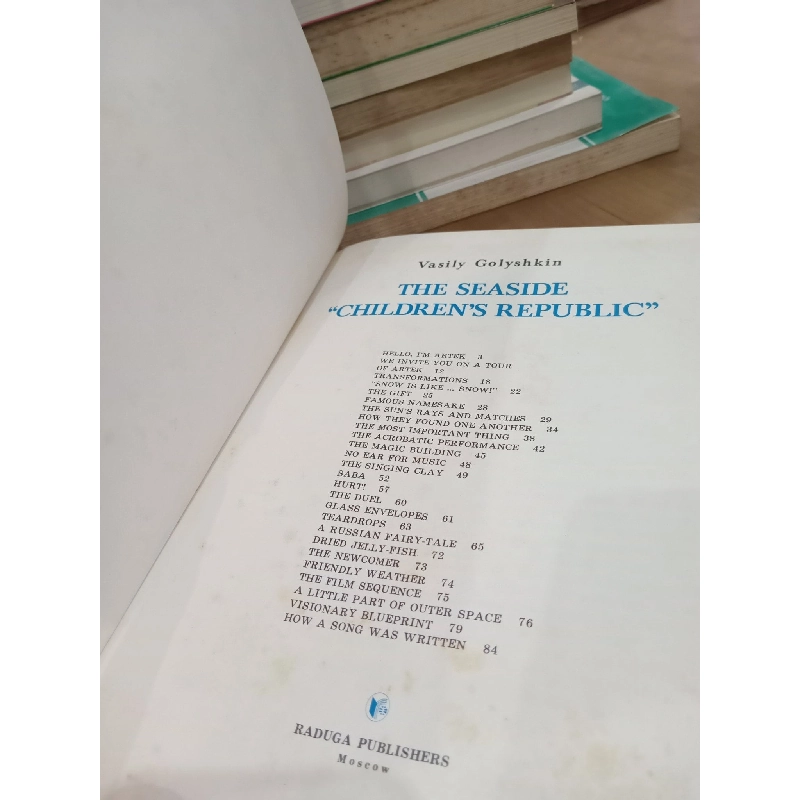 Vasily Golyshkin
THE SEASIDE
"CHILDREN'S REPUBLIC"
HELLO, I'M ARTEK 3
WE INVITE YOU ON A TOUR
OF ARTEK 12
TRANSFORMATIONS 18
"SNOW IS LIKE ... SNOW!" 22
THE GIFT 25
FAMOUS NAMESAKE 28
THE SUN'S RAYS AND MATCHES 29
HOW THEY FOUND ONE ANOTHER 34
THE MOST IMPORTANT THING 38
THE ACROBATIC PERFORMANCE 42
THE MAGIC BUILDING 45
NO EAR FOR MUSIC 48
THE SINGING CLAY 49
SABA 52
HURT! 57
THE DUEL 60
GLASS ENVELOPES 61
TEARDROPS 63
A RUSSIAN FAIRY-TALE 65
DRIED JELLY-FISH 72
THE NEWCOMER 73
FRIENDLY WEATHER 74
THE FILM SEQUENCE 75
A LITTLE PART OF OUTER SPACE 76
VISIONARY BLUEPRINT 79
HOW A SONG WAS WRITTEN 84
RADUGA PUBLISHERS
Moscow